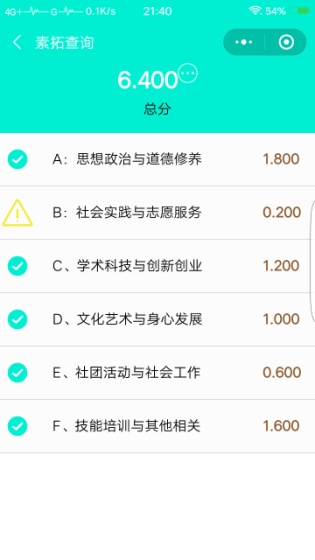 4G+ G 0.1K/s 21:40 54%
素拓查询
6.400
总分
A：思想政治与道德修养 1.800
B：社会实践与志愿服务 0.200
C、学术科技与创新创业 1.200
D、文化艺术与身心发展 1.000
E、社团活动与社会工作 0.600
F、技能培训与其他相关 1.600